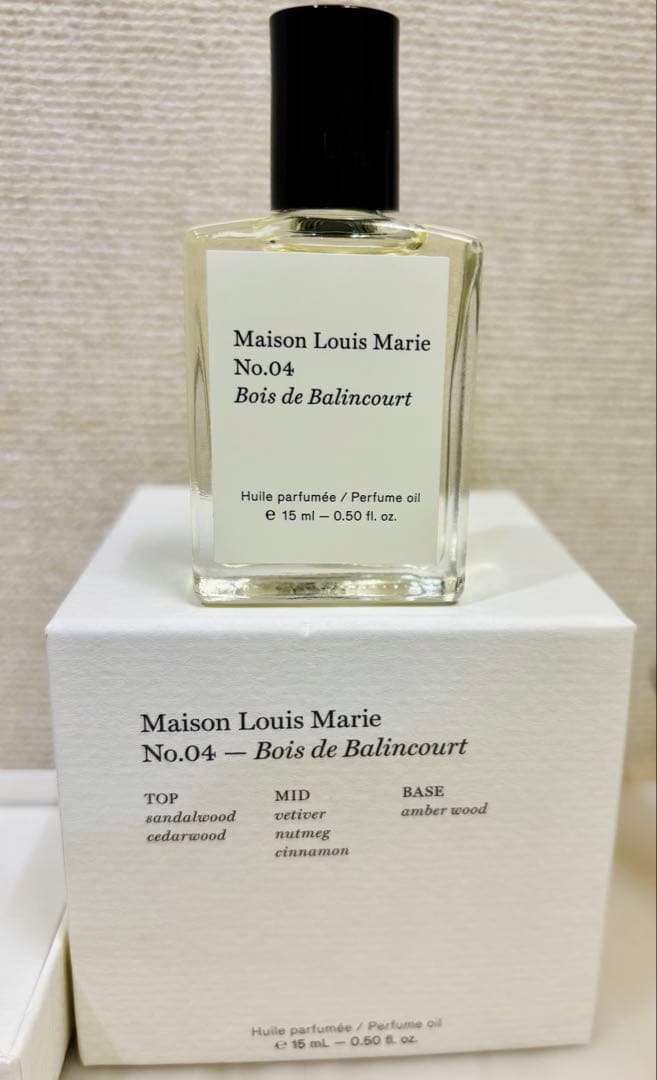 Maison Louis Marie
No.04
Bois de Balincourt
Huile parfumée / Perfume oil
e 15 ml — 0.50 fl. oz.
Maison Louis Marie
No.04 — Bois de Balincourt
TOP
sandalwood
cedarwood
MID
vetiver
nutmeg
cinnamon
BASE
amber wood
Huile parfumée / Perfume oil
e 15 mL — 0.50 fl. oz.